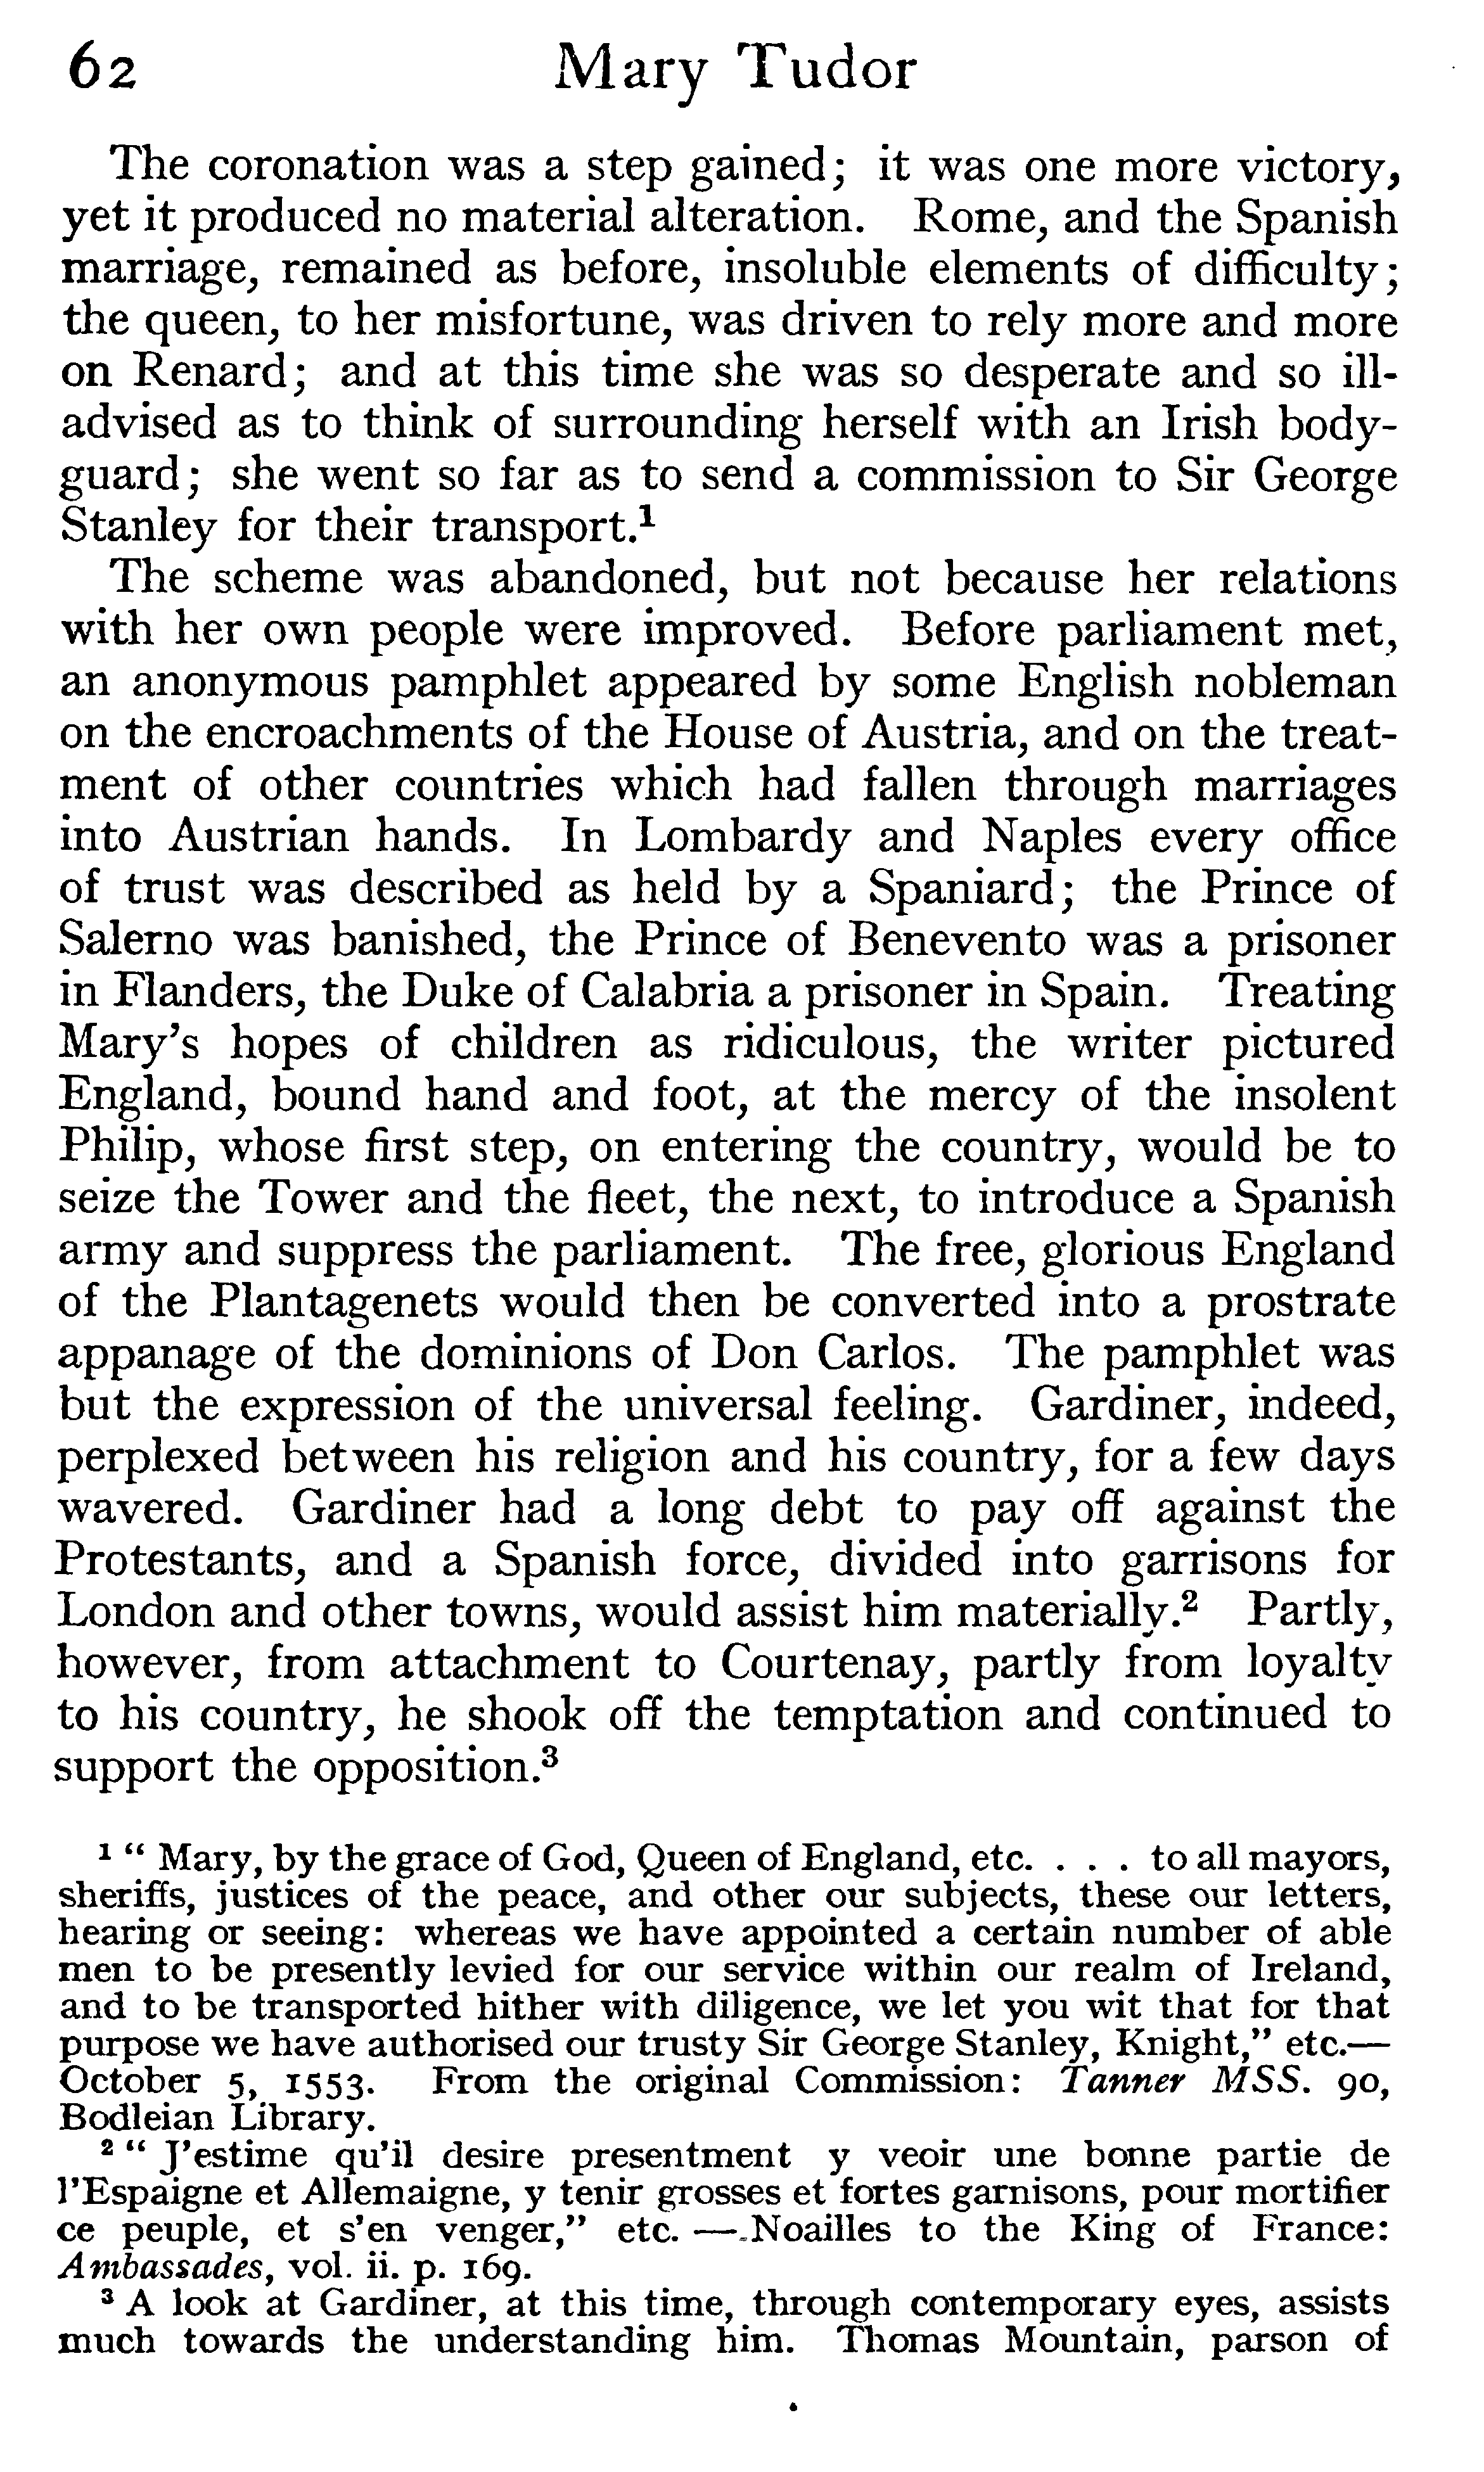 62 Mary Tudor
The coronation was a step gained; it was one more victory,
yet it produced no material alteration. Rome, and the Spanish
marriage, remained as before, insoluble elements of difficulty;
the queen, to her misfortune, was driven to rely more and more
on Renard; and at this time she was so desperate and so ill-
advised as to think of surrounding herself with an Irish body-
guard; she went so far as to send a commission to Sir George
Stanley for their transport.¹
The scheme was abandoned, but not because her relations
with her own people were improved. Before parliament met,
an anonymous pamphlet appeared by some English nobleman
on the encroachments of the House of Austria, and on the treat-
ment of other countries which had fallen through marriages
into Austrian hands. In Lombardy and Naples every office
of trust was described as held by a Spaniard; the Prince of
Salerno was banished, the Prince of Benevento was a prisoner
in Flanders, the Duke of Calabria a prisoner in Spain. Treating
Mary's hopes of children as ridiculous, the writer pictured
England, bound hand and foot, at the mercy of the insolent
Philip, whose first step, on entering the country, would be to
seize the Tower and the fleet, the next, to introduce a Spanish
army and suppress the parliament. The free, glorious England
of the Plantagenets would then be converted into a prostrate
appanage of the dominions of Don Carlos. The pamphlet was
but the expression of the universal feeling. Gardiner, indeed,
perplexed between his religion and his country, for a few days
wavered. Gardiner had a long debt to pay off against the
Protestants, and a Spanish force, divided into garrisons for
London and other towns, would assist him materially.² Partly,
however, from attachment to Courtenay, partly from loyalty
to his country, he shook off the temptation and continued to
support the opposition.³
¹ " Mary, by the grace of God, Queen of England, etc. . . . to all mayors,
sheriffs, justices of the peace, and other our subjects, these our letters,
hearing or seeing: whereas we have appointed a certain number of able
men to be presently levied for our service within our realm of Ireland,
and to be transported hither with diligence, we let you wit that for that
purpose we have authorised our trusty Sir George Stanley, Knight," etc.—
October 5, 1553. From the original Commission: Tanner MSS. 90,
Bodleian Library.
² " J'estime qu'il desire presentment y veoir une bonne partie de
l'Espaigne et Allemaigne, y tenir grosses et fortes garnisons, pour mortifier
ce peuple, et s'en venger," etc. —Noailles to the King of France:
Ambassades, vol. ii. p. 169.
³ A look at Gardiner, at this time, through contemporary eyes, assists
much towards the understanding him. Thomas Mountain, parson of